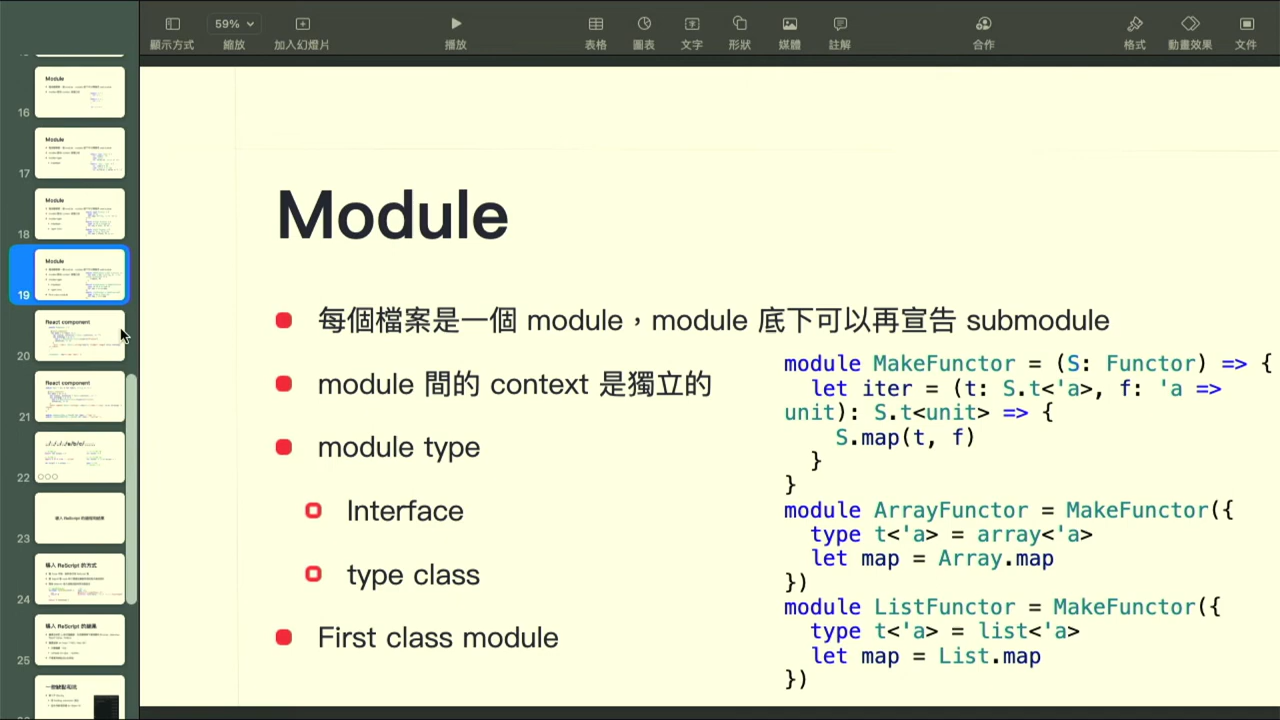 59%
顯示方式
縮放
加入幻燈片
播放
表格
圖表
文字
形狀
媒體
註解
合作
格式
動畫效果
文件
Module
16
Module
17
Module
18
Module
19
React component
20
React component
21
22
23
導入 ReScript 的方式
24
導入 ReScript 的結果
25
Module
每個檔案是一個 module，module 底下可以再宣告 submodule
module 間的 context 是獨立的
module type
Interface
type class
First class module
module MakeFunctor = (S: Functor) => {
let iter = (t: S.t<'a>, f: 'a =>
unit): S.t<unit> => {
S.map(t, f)
}
}
module ArrayFunctor = MakeFunctor({
type t<'a> = array<'a>
let map = Array.map
})
module ListFunctor = MakeFunctor({
type t<'a> = list<'a>
let map = List.map
})